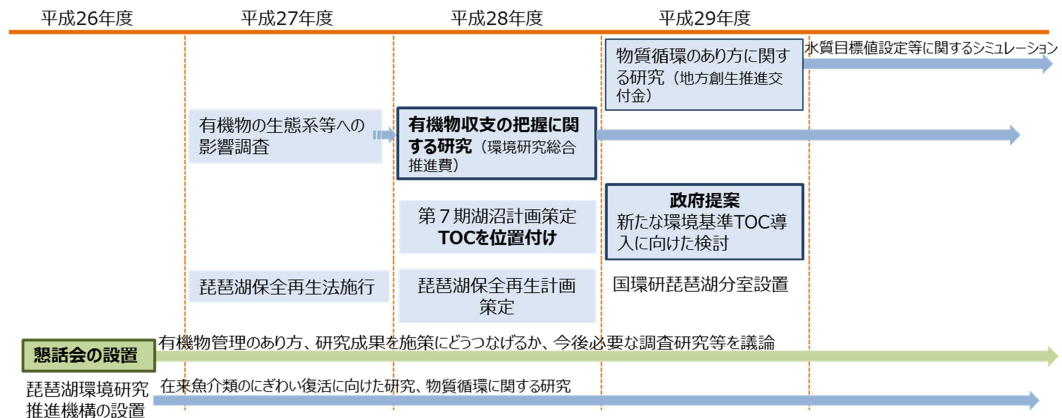 平成26年度
平成27年度
平成28年度
平成29年度
物質循環のあり方に関す
る研究（地方創生推進交
付金）
水質目標値設定等に関するシミュレーション
有機物の生態系等への
影響調査
有機物収支の把握に関
する研究（環境研究総合
推進費）
第７期湖沼計画策定
TOCを位置付け
政府提案
新たな環境基準TOC導
入に向けた検討
琵琶湖保全再生法施行
琵琶湖保全再生計画
策定
国環研琵琶湖分室設置
懇話会の設置
有機物管理のあり方、研究成果を施策にどうつなげるか、今後必要な調査研究等を議論
琵琶湖環境研究
推進機構の設置
在来魚介類のにぎわい復活に向けた研究、物質循環に関する研究